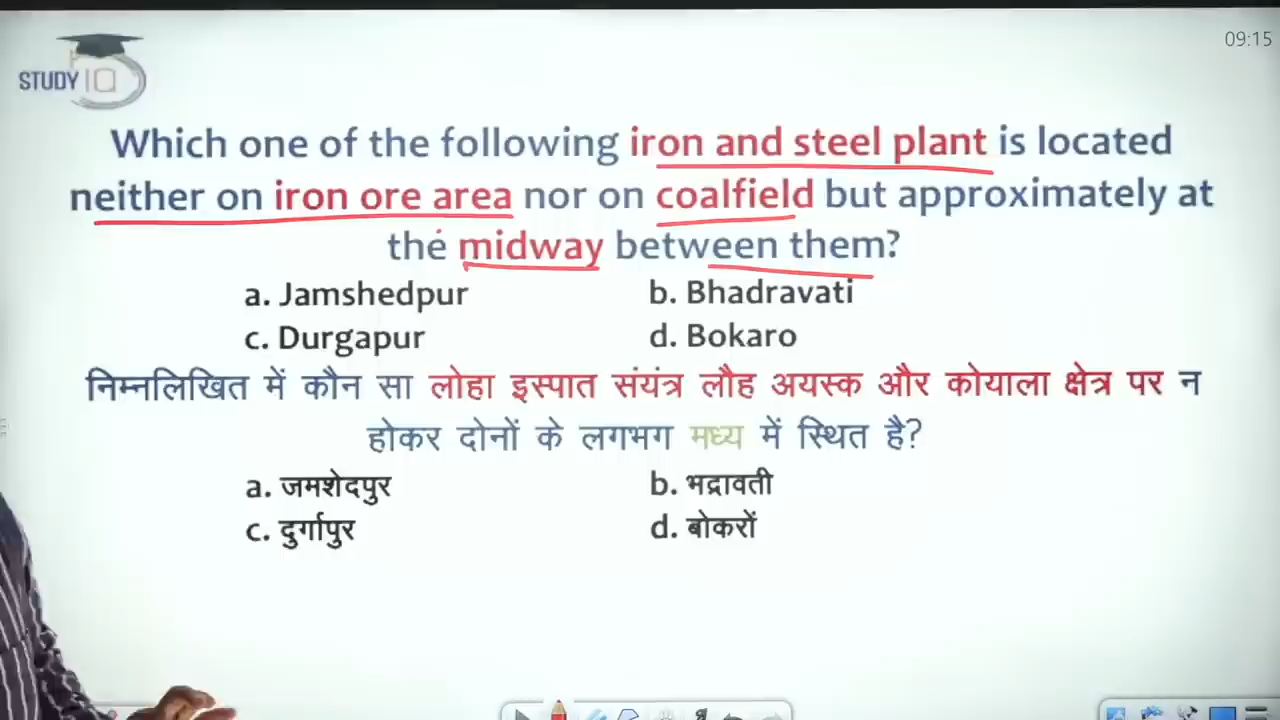 09:15
STUDY IQ
Which one of the following iron and steel plant is located
neither on iron ore area nor on coalfield but approximately at
the midway between them?
a. Jamshedpur b. Bhadravati
c. Durgapur d. Bokaro
निम्नलिखित में कौन सा लोहा इस्पात संयंत्र लौह अयस्क और कोयाला क्षेत्र पर न
होकर दोनों के लगभग मध्य में स्थित है?
a. जमशेदपुर b. भद्रावती
c. दुर्गापुर d. बोकरों